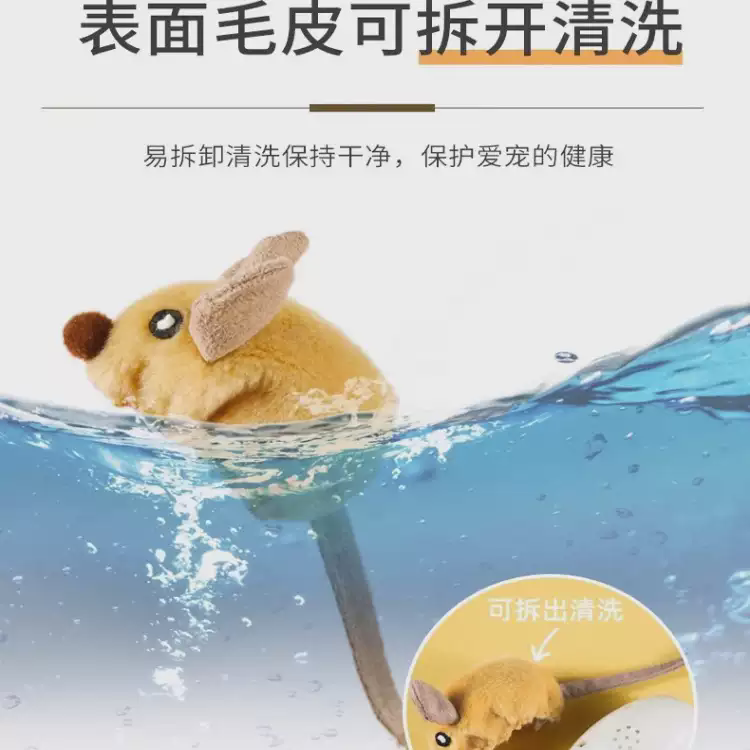 表面毛皮可拆开清洗
易拆卸清洗保持干净，保护爱宠的健康
可拆出清洗